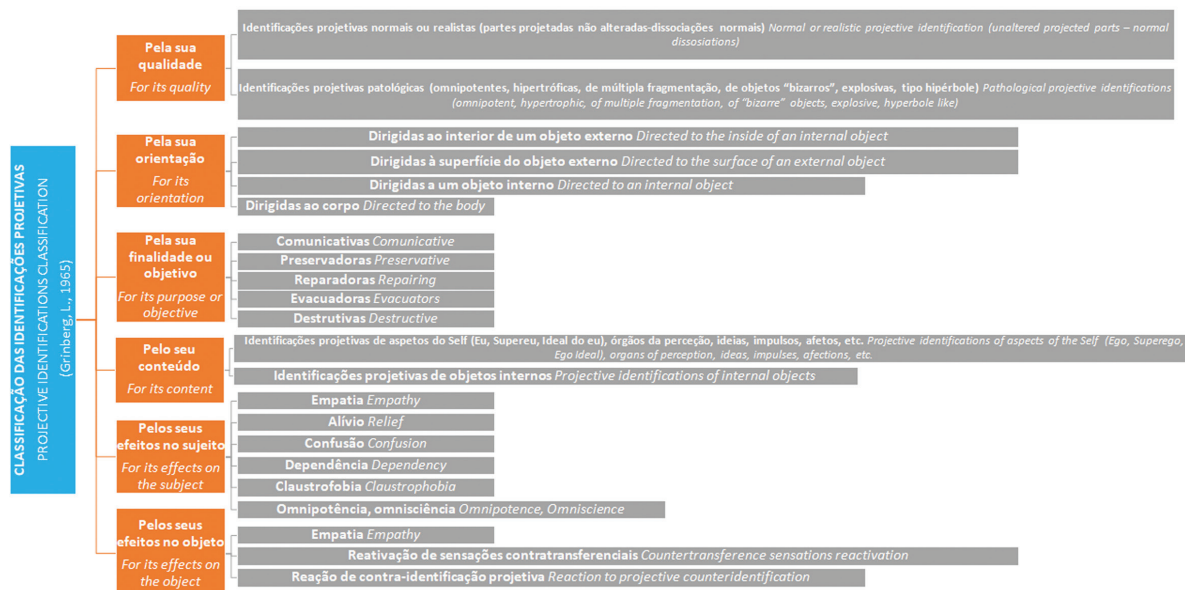 CLASSIFICAÇÃO DAS IDENTIFICAÇÕES PROJETIVAS
PROJECTIVE IDENTIFICATIONS CLASSIFICATION
(Grinberg, L., 1965)
Pela sua
qualidade
For its quality
Identificações projetivas normais ou realistas (partes projetadas não alteradas-dissociações normais) Normal or realistic projective identification (unaltered projected parts – normal
dissosiations)
Identificações projetivas patológicas (omnipotentes, hipertróficas, de múltipla fragmentação, de objetos “bizarros”, explosivas, tipo hipérbole) Pathological projective identifications
(omnipotent, hypertrophic, of multiple fragmentation, of “bizarre” objects, explosive, hyperbole like)
Pela sua
orientação
For its
orientation
Dirigidas ao interior de um objeto externo Directed to the inside of an internal object
Dirigidas à superfície do objeto externo Directed to the surface of an external object
Dirigidas a um objeto interno Directed to an internal object
Dirigidas ao corpo Directed to the body
Pela sua
finalidade ou
objetivo
For its purpose or
objective
Comunicativas Comunicative
Preservadoras Preservative
Reparadoras Repairing
Evacuadoras Evacuators
Destrutivas Destructive
Pelo seu
conteúdo
For its content
Identificações projetivas de aspetos do Self (Eu, Supereu, Ideal do eu), órgãos da perceção, ideias, impulsos, afetos, etc. Projective identifications of aspects of the Self (Ego, Superego,
Ego Ideal), organs of perception, ideas, impulses, afections, etc.
Identificações projetivas de objetos internos Projective identifications of internal objects
Pelos seus
efeitos no sujeito
For its effects on
the subject
Empatia Empathy
Alívio Relief
Confusão Confusion
Dependência Dependency
Claustrofobia Claustrophobia
Omnipotência, omnisciência Omnipotence, Omniscience
Pelos seus
efeitos no objeto
For its effects on
the object
Empatia Empathy
Reativação de sensações contratransferenciais Countertransference sensations reactivation
Reação de contra-identificação projetiva Reaction to projective counteridentification